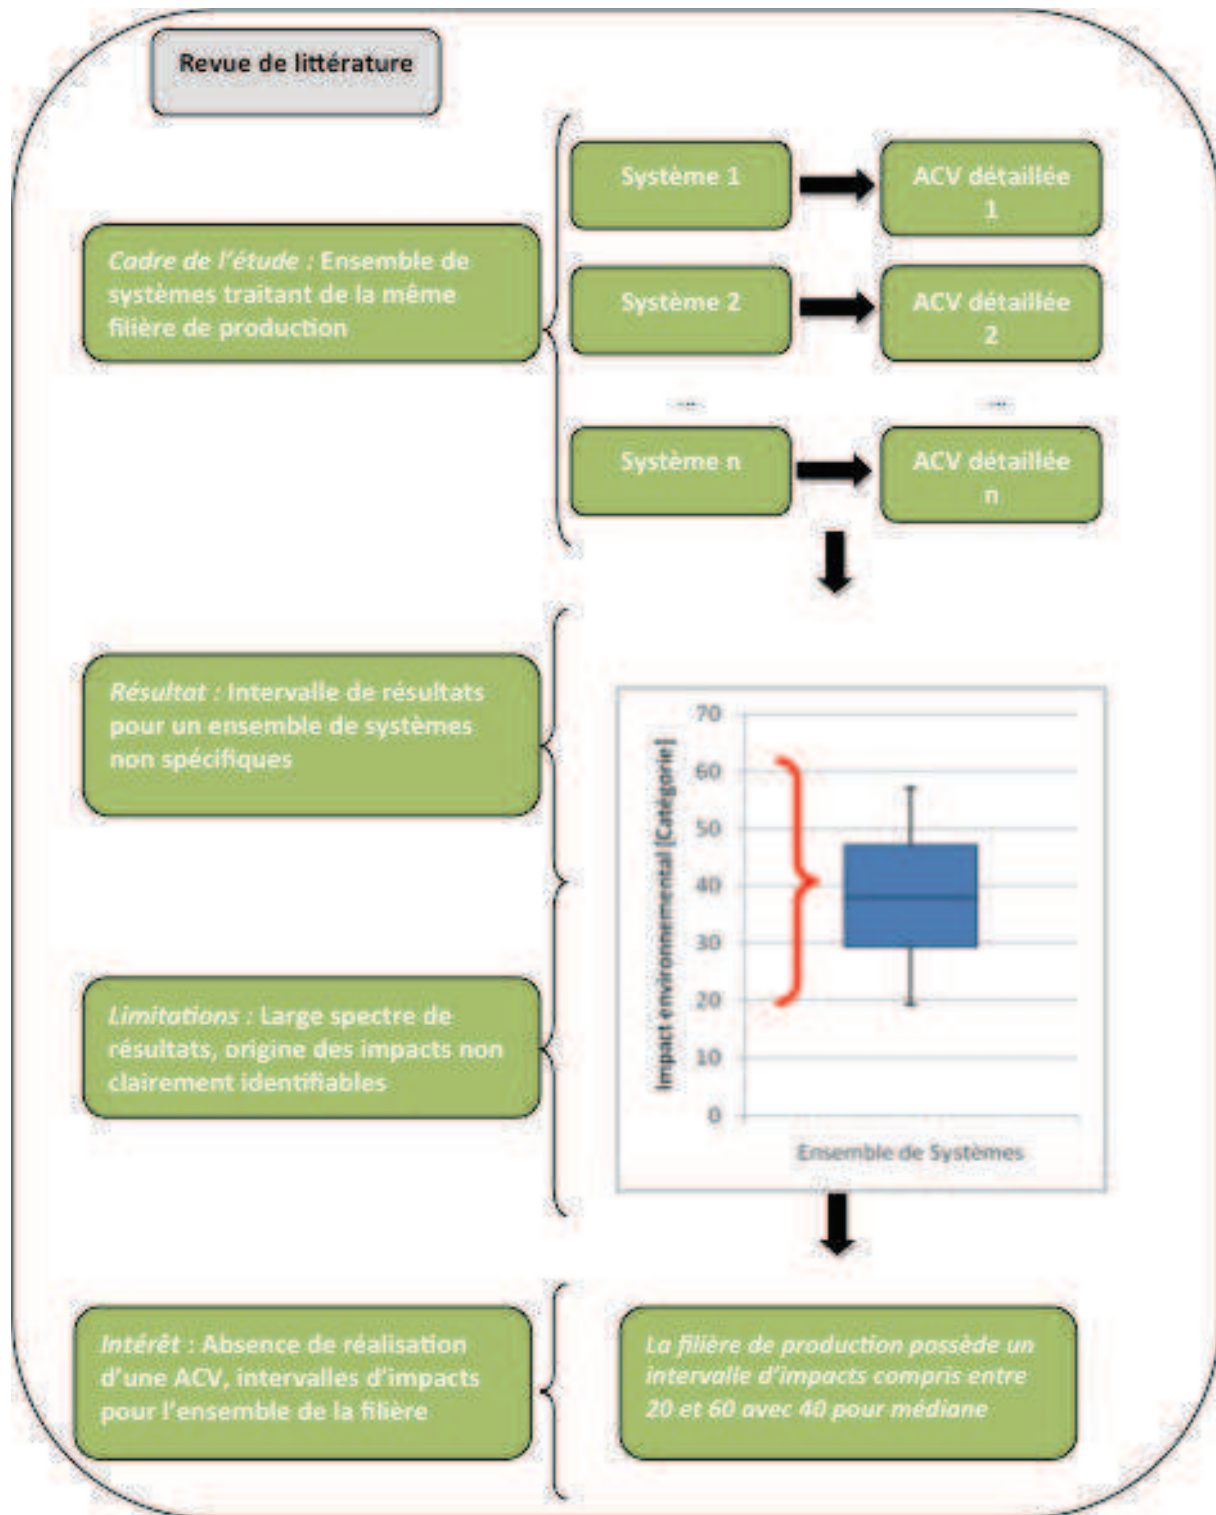 Revue de littérature
Système 1
ACV détaillée
1
Cadre de l'étude : Ensemble de
systèmes traitant de la même
filière de production
Système 2
ACV détaillée
2
...
...
Système n
ACV détaillée
n
Résultat : Intervalle de résultats
pour un ensemble de systèmes
non spécifiques
Limitations : Large spectre de
résultats, origine des impacts non
clairement identifiables
Impact environnemental [Catégorie]
70
60
50
40
30
20
10
0
Ensemble de Systèmes
Intérêt : Absence de réalisation
d'une ACV, intervalles d'impacts
pour l'ensemble de la filière
La filière de production possède un
intervalle d'impacts compris entre
20 et 60 avec 40 pour médiane